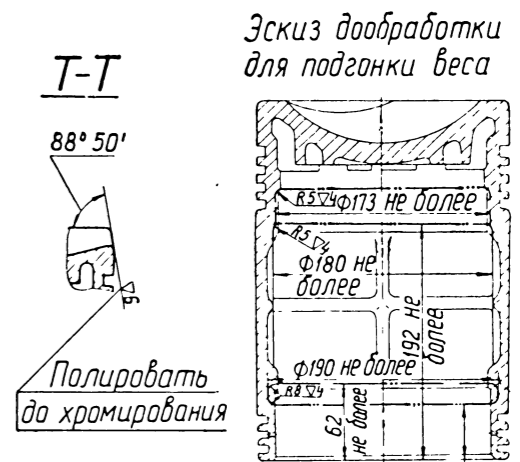 Эскиз дообработки
для подгонки веса
Т-Т
88° 50'
R5 ▽4
Φ173 не более
R5 ▽4
Φ180 не
более
192 не
более
Φ190 не более
R8 ▽4
62
не более
▽9
Полировать
до хромирования